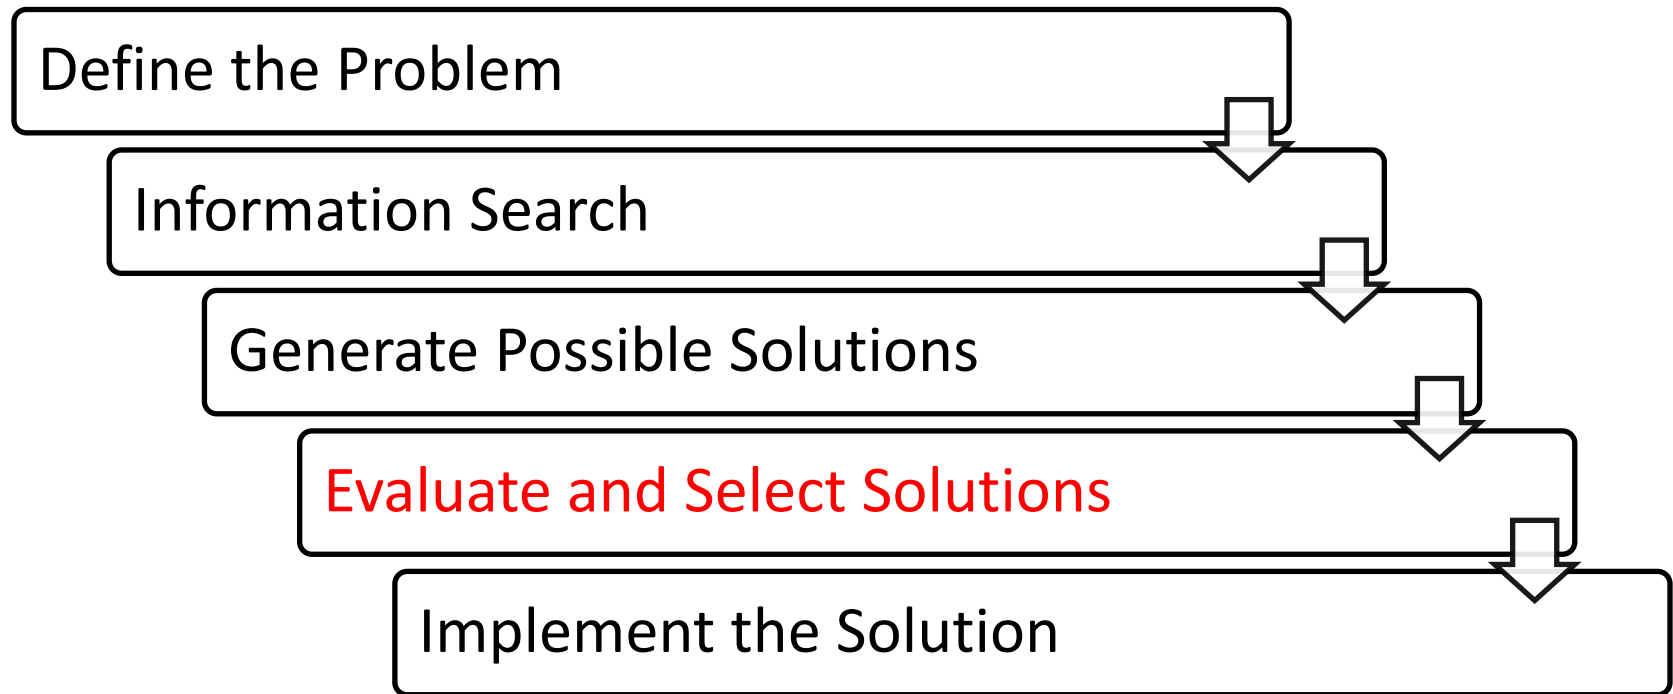 Define the Problem
Information Search
Generate Possible Solutions
Evaluate and Select Solutions
Implement the Solution